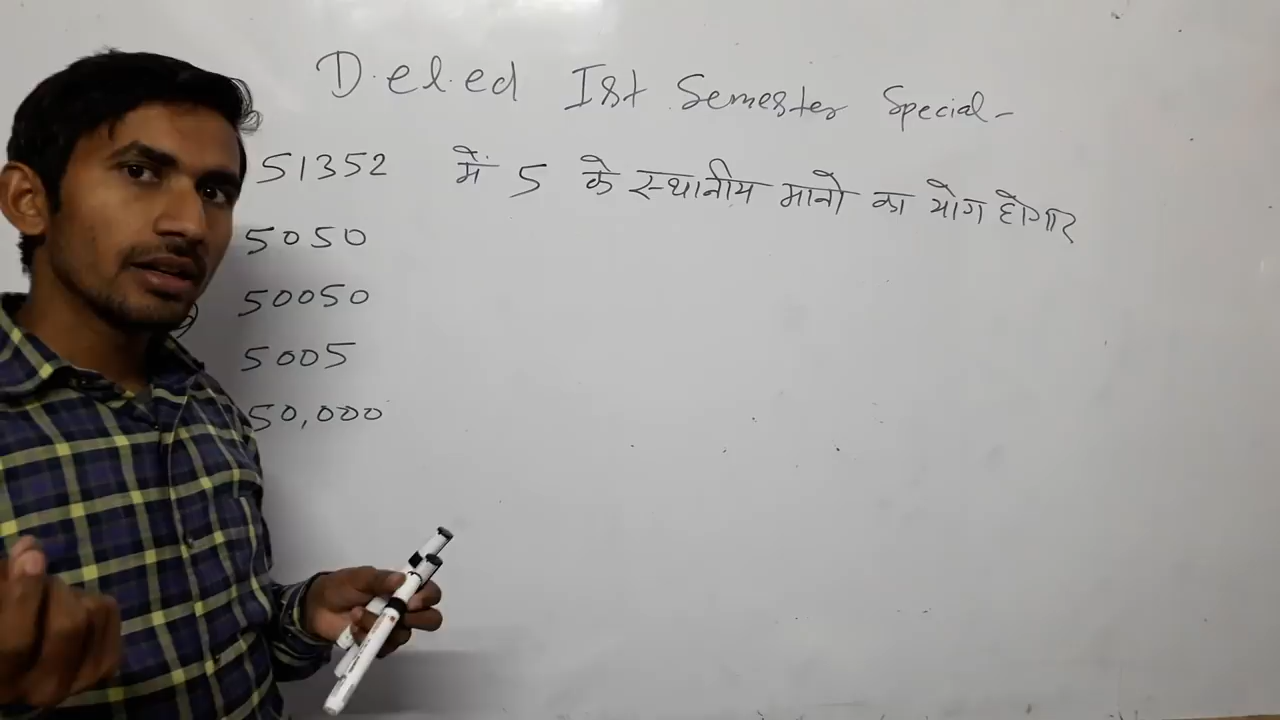 D.el.ed Ist Semester Special-
51352 में 5 के स्थानीय मानो का योग होगा?
5050
50050
5005
50,000